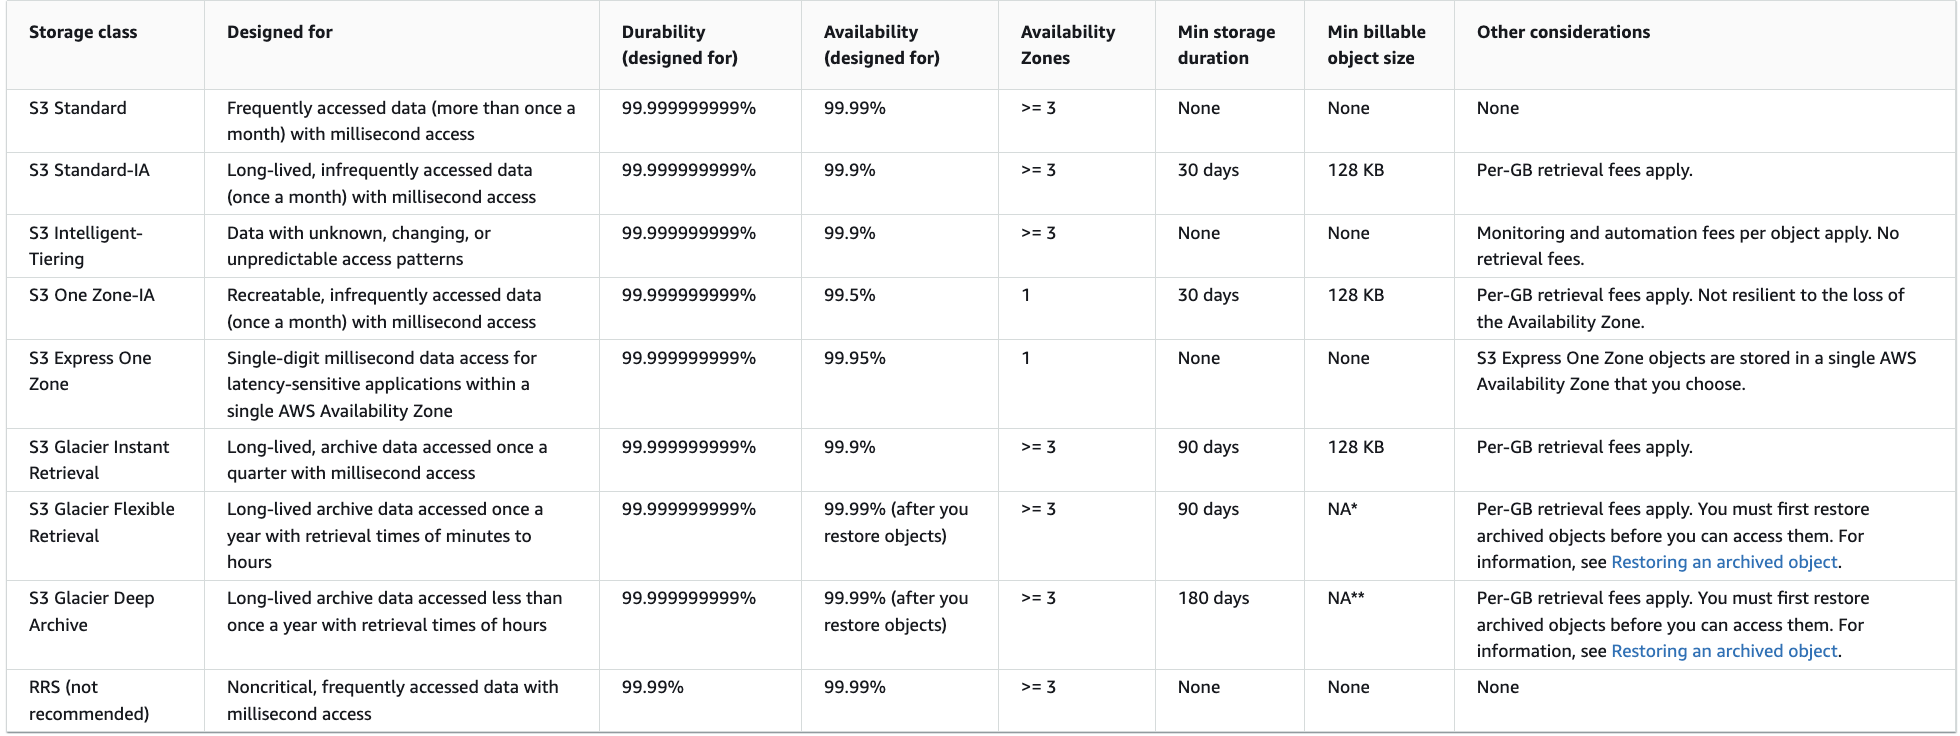 Storage class
Designed for
Durability
(designed for)
Availability
(designed for)
Availability
Zones
Min storage
duration
Min billable
object size
Other considerations
S3 Standard
Frequently accessed data (more than once a
month) with millisecond access
99.999999999%
99.99%
>= 3
None
None
None
S3 Standard-IA
Long-lived, infrequently accessed data
(once a month) with millisecond access
99.999999999%
99.9%
>= 3
30 days
128 KB
Per-GB retrieval fees apply.
S3 Intelligent-
Tiering
Data with unknown, changing, or
unpredictable access patterns
99.999999999%
99.9%
>= 3
None
None
Monitoring and automation fees per object apply. No
retrieval fees.
S3 One Zone-IA
Recreatable, infrequently accessed data
(once a month) with millisecond access
99.999999999%
99.5%
1
30 days
128 KB
Per-GB retrieval fees apply. Not resilient to the loss of
the Availability Zone.
S3 Express One
Zone
Single-digit millisecond data access for
latency-sensitive applications within a
single AWS Availability Zone
99.999999999%
99.95%
1
None
None
S3 Express One Zone objects are stored in a single AWS
Availability Zone that you choose.
S3 Glacier Instant
Retrieval
Long-lived, archive data accessed once a
quarter with millisecond access
99.999999999%
99.9%
>= 3
90 days
128 KB
Per-GB retrieval fees apply.
S3 Glacier Flexible
Retrieval
Long-lived archive data accessed once a
year with retrieval times of minutes to
hours
99.999999999%
99.99% (after you
restore objects)
>= 3
90 days
NA*
Per-GB retrieval fees apply. You must first restore
archived objects before you can access them. For
information, see Restoring an archived object.
S3 Glacier Deep
Archive
Long-lived archive data accessed less than
once a year with retrieval times of hours
99.999999999%
99.99% (after you
restore objects)
>= 3
180 days
NA**
Per-GB retrieval fees apply. You must first restore
archived objects before you can access them. For
information, see Restoring an archived object.
RRS (not
recommended)
Noncritical, frequently accessed data with
millisecond access
99.99%
99.99%
>= 3
None
None
None